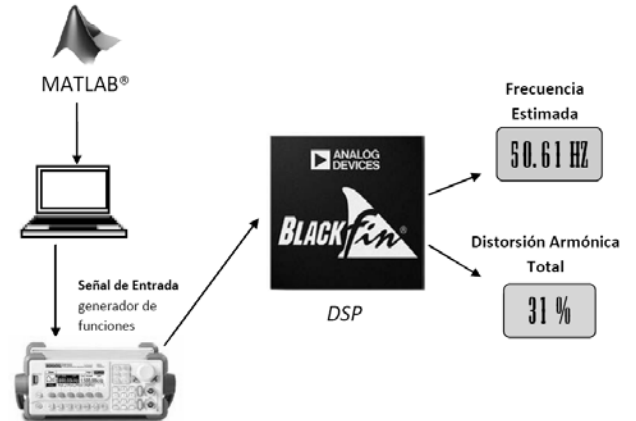 MATLAB®
Señal de Entrada
generador de
funciones
ANALOG
DEVICES
BLACKfin®
DSP
Frecuencia
Estimada
50.61 HZ
Distorsión Armónica
Total
31 %